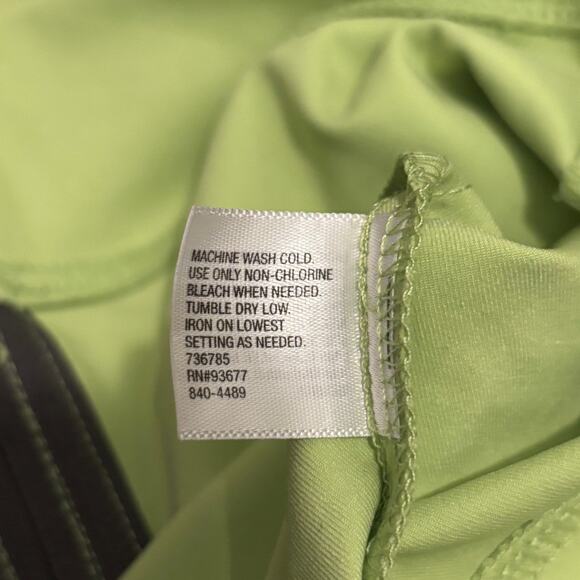 MACHINE WASH COLD.
USE ONLY NON-CHLORINE
BLEACH WHEN NEEDED.
TUMBLE DRY LOW.
IRON ON LOWEST
SETTING AS NEEDED.
736785
RN#93677
840-4489